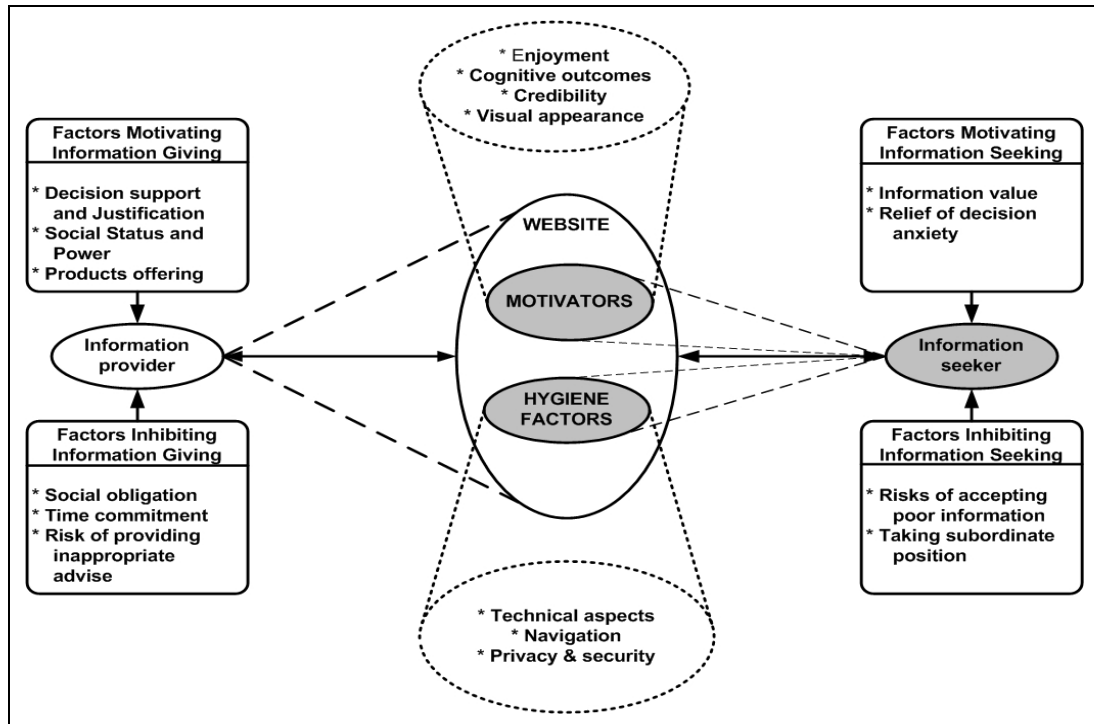 * Enjoyment
* Cognitive outcomes
* Credibility
* Visual appearance
Factors Motivating
Information Giving
* Decision support
and Justification
* Social Status and
Power
* Products offering
Information
provider
Factors Inhibiting
Information Giving
* Social obligation
* Time commitment
* Risk of providing
inappropriate
advise
WEBSITE
MOTIVATORS
HYGIENE
FACTORS
* Technical aspects
* Navigation
* Privacy & security
Factors Motivating
Information Seeking
* Information value
* Relief of decision
anxiety
Information
seeker
Factors Inhibiting
Information Seeking
* Risks of accepting
poor information
* Taking subordinate
position